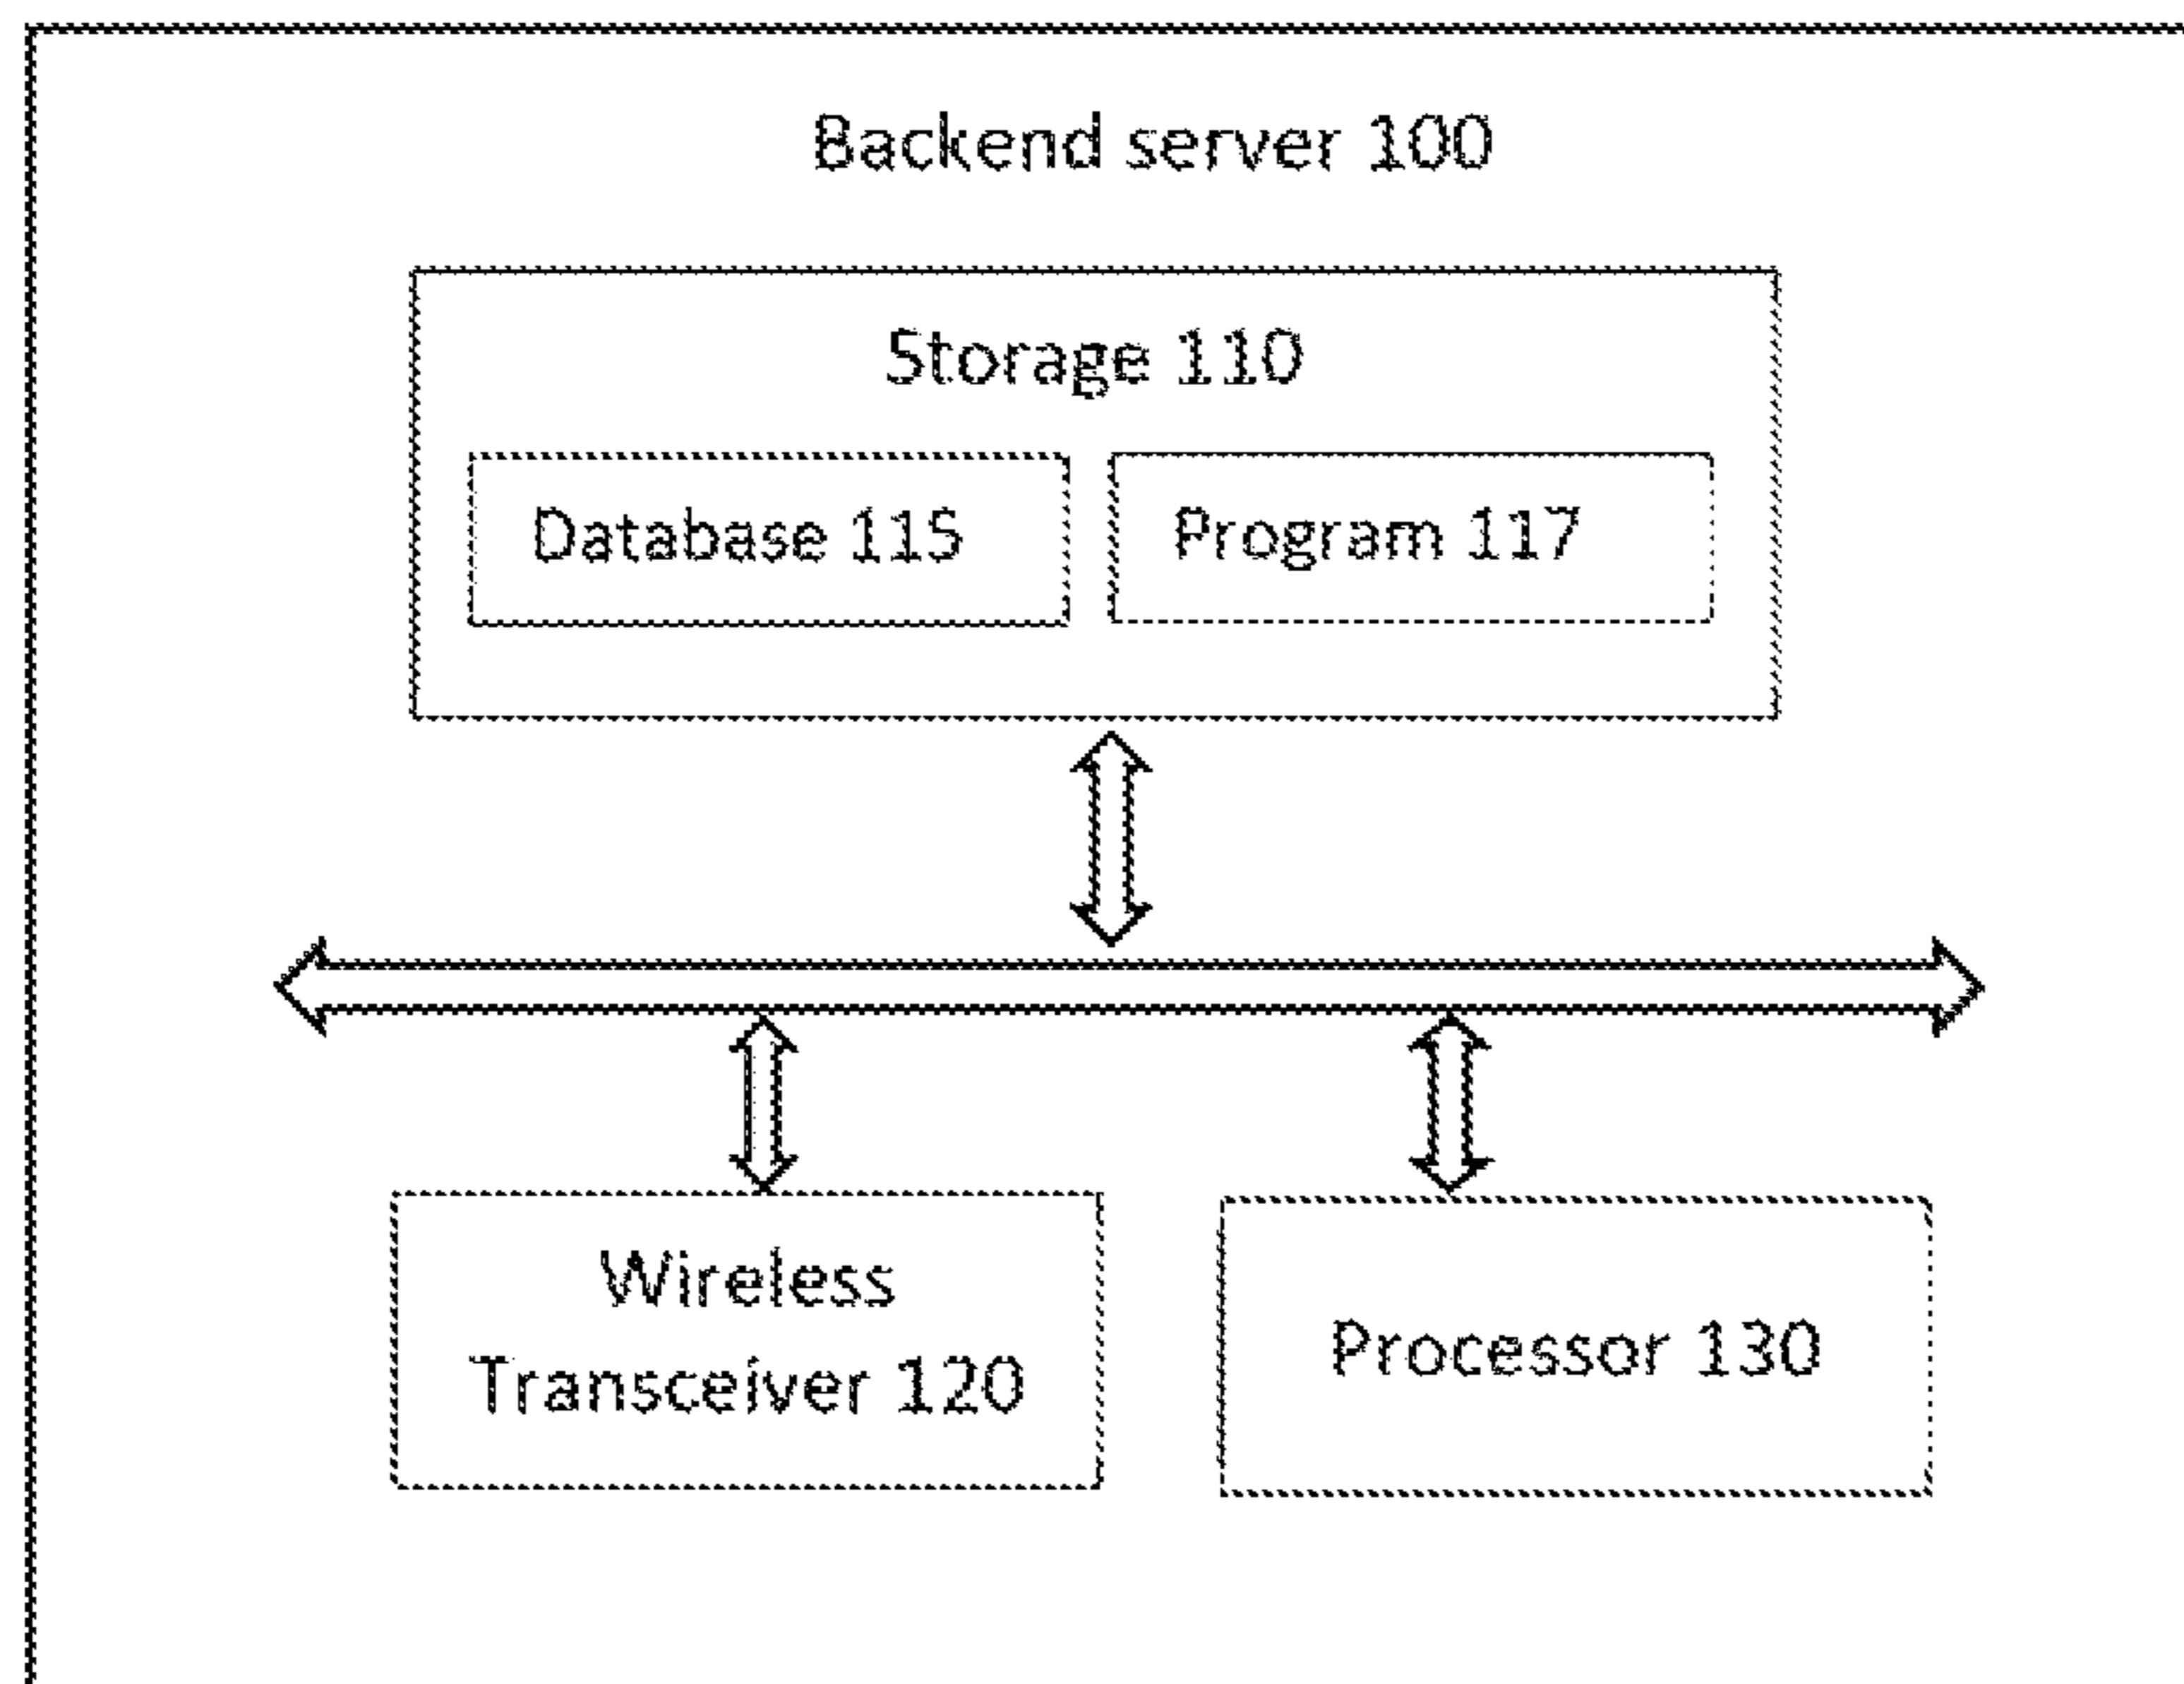 Backend server 100
Storage 110
Database 115
Program 117
Wireless
Transceiver 120
Processor 130